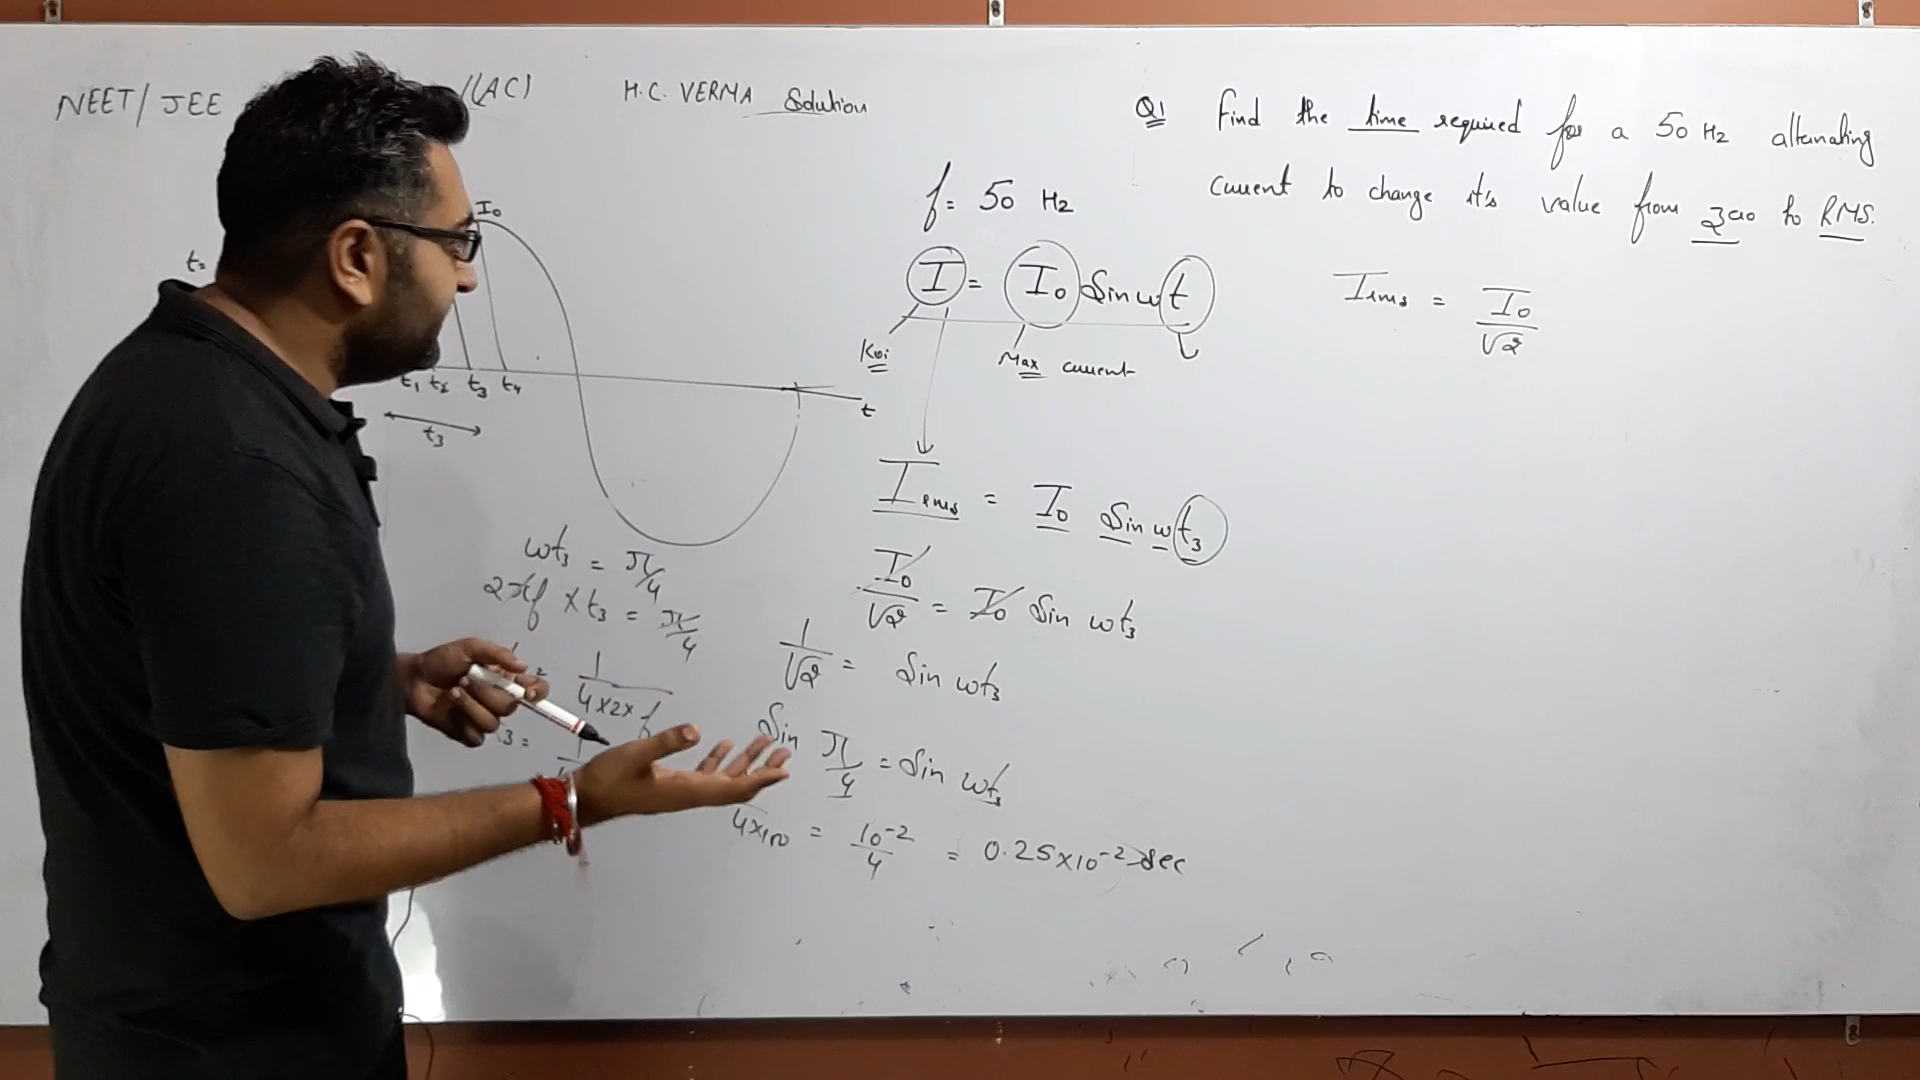 NEET/ JEE /(AC) H.C. VERMA Solution
Q1 Find the time required for a 50 Hz alternating
current to change it's value from zero to RMS.
I₀
t₁ t₂ t₃ t₄
t
t₃
f = 50 Hz
I = I₀ Sin ωt
Koi
Max current
Irms = I₀/√2
Irms = I₀ Sin ωt₃
I₀/√2 = I₀ Sin ωt₃
1/√2 = Sin ωt₃
Sin π/4 = Sin ωt₃
ωt₃ = π/4
2πf × t₃ = π/4
= 1/4×2×f
3 =
4×100 = 10⁻²/4 = 0.25×10⁻² sec